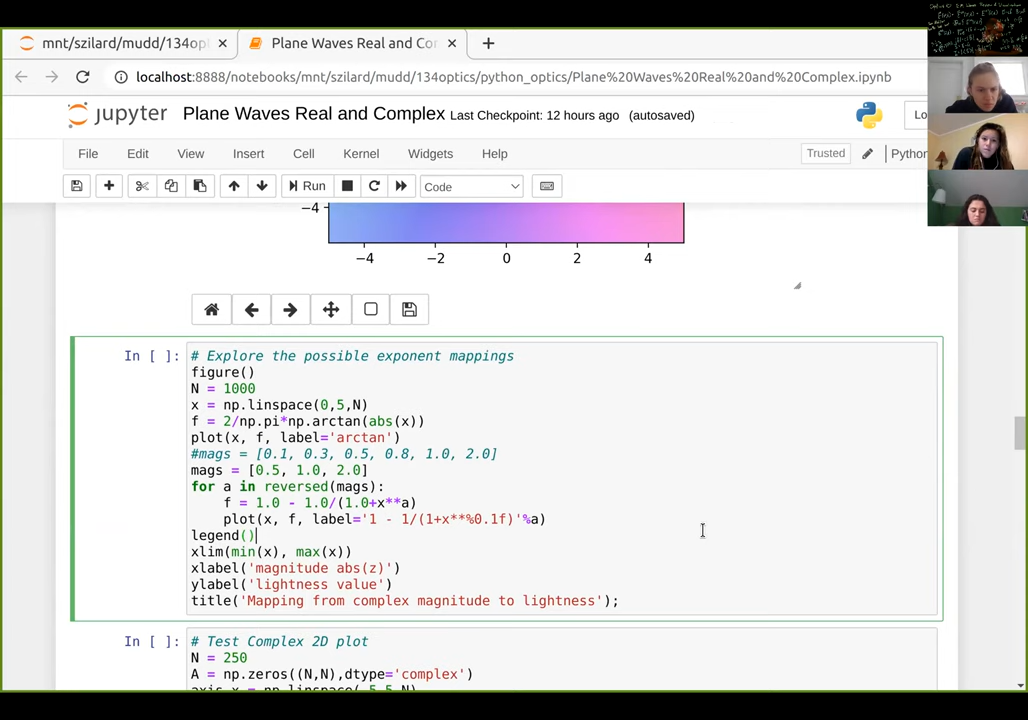 mnt/szilard/mudd/134op
Plane Waves Real and Co
localhost:8888/notebooks/mnt/szilard/mudd/134optics/python_optics/Plane%20Waves%20Real%20and%20Complex.ipynb
jupyter Plane Waves Real and Complex Last Checkpoint: 12 hours ago (autosaved)
Lo
File Edit View Insert Cell Kernel Widgets Help Trusted Python
Run Code
−4
−4 −2 0 2 4
In [ ]: # Explore the possible exponent mappings
figure()
N = 1000
x = np.linspace(0,5,N)
f = 2/np.pi*np.arctan(abs(x))
plot(x, f, label='arctan')
#mags = [0.1, 0.3, 0.5, 0.8, 1.0, 2.0]
mags = [0.5, 1.0, 2.0]
for a in reversed(mags):
    f = 1.0 - 1.0/(1.0+x**a)
    plot(x, f, label='1 - 1/(1+x**%0.1f)'%a)
legend()
xlim(min(x), max(x))
xlabel('magnitude abs(z)')
ylabel('lightness value')
title('Mapping from complex magnitude to lightness');
In [ ]: # Test Complex 2D plot
N = 250
A = np.zeros((N,N),dtype='complex')